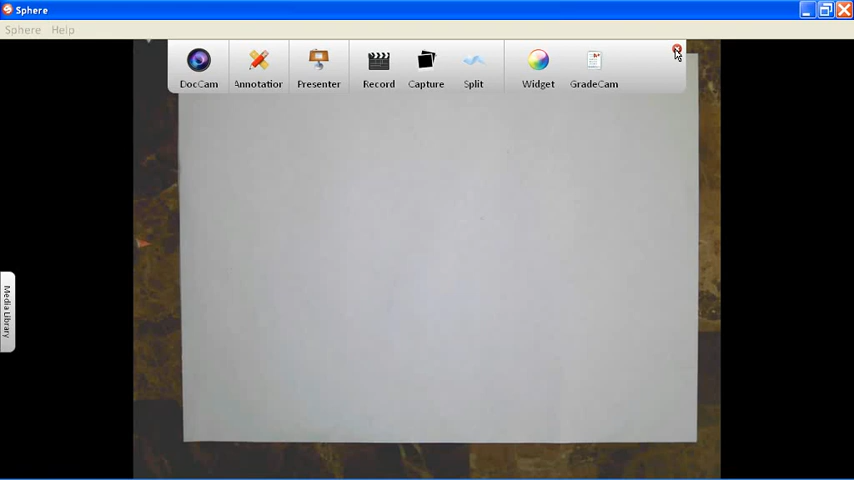 Sphere
Sphere Help
DocCam Annotation Presenter Record Capture Split Widget GradeCam
Media Library